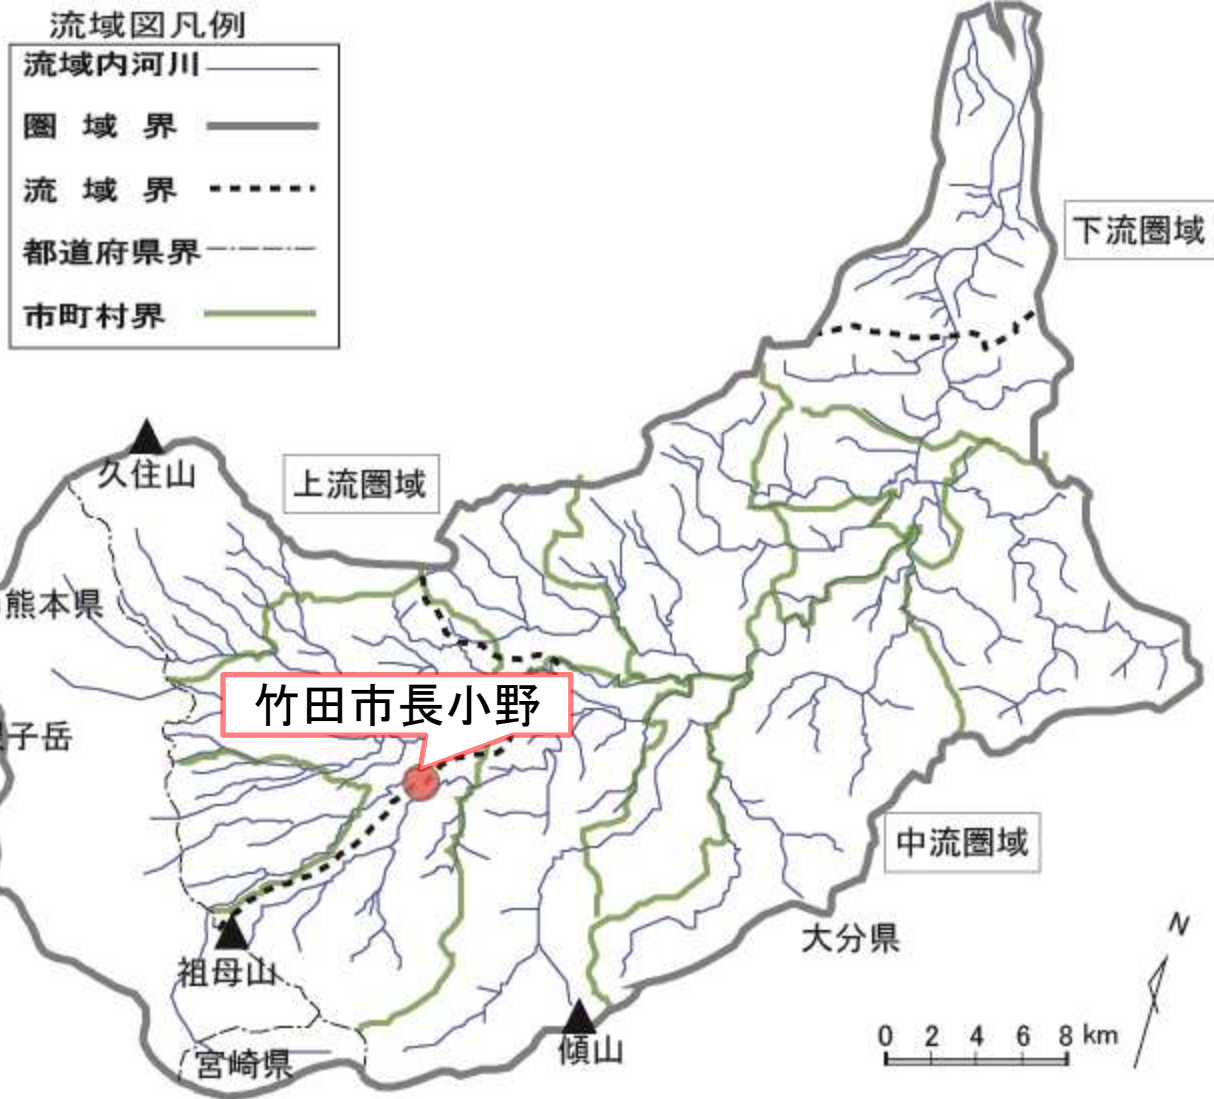 流域図凡例
流域内河川
圏域界
流域界
都道府県界
市町村界
下流圏域
久住山
上流圏域
熊本県
竹田市長小野
子岳
中流圏域
大分県
祖母山
宮崎県
傾山
N
0 2 4 6 8 km